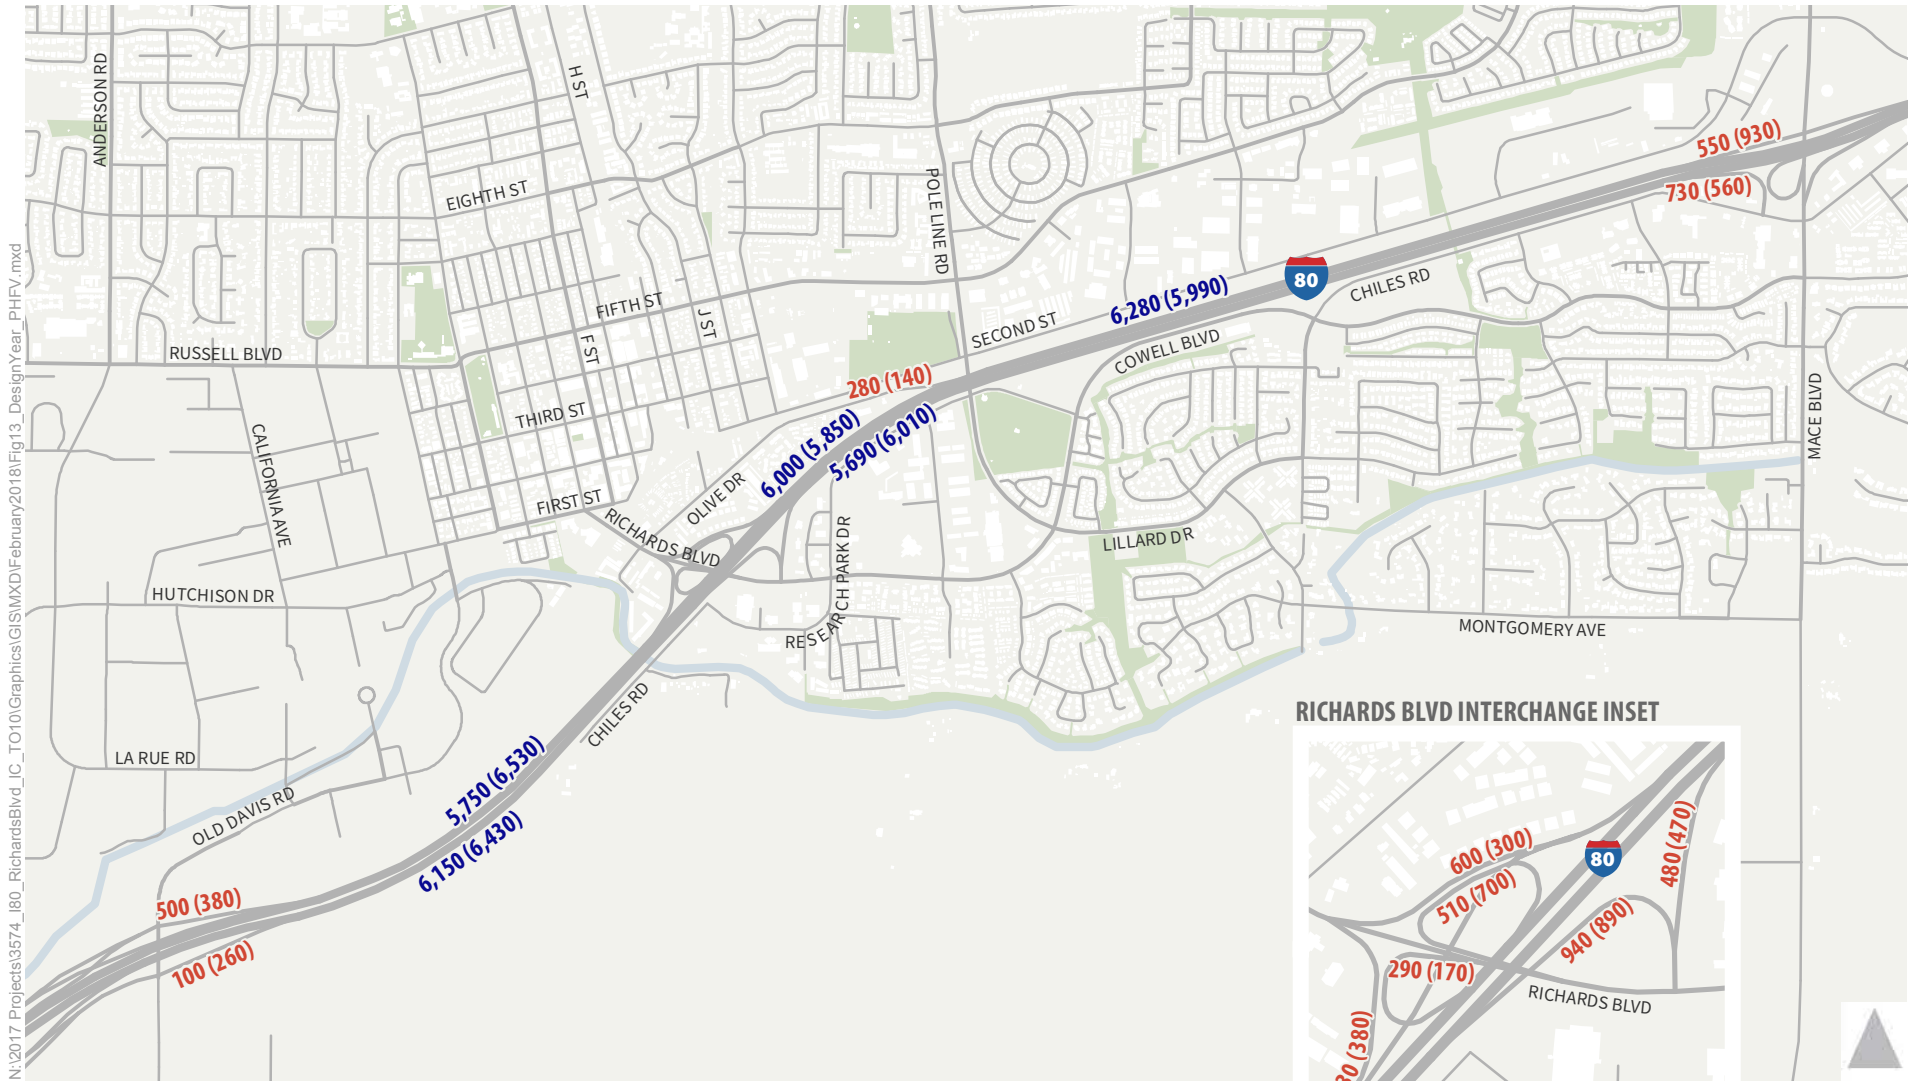 ANDERSON RD
H ST
550 (930)
730 (560)
EIGHTH ST
POLE LINE RD
80
6,280 (5,990)
CHILES RD
FIFTH ST
J ST
F ST
SECOND ST
COWELL BLVD
RUSSELL BLVD
280 (140)
THIRD ST
6,000 (5,850)
5,690 (6,010)
CALIFORNIA AVE
MACE BLVD
OLIVE DR
FIRST ST
RICHARDS BLVD
LILLARD DR
RESEARCH PARK DR
HUTCHISON DR
MONTGOMERY AVE
CHILES RD
LA RUE RD
OLD DAVIS RD
5,750 (6,530)
6,150 (6,430)
500 (380)
100 (260)
RICHARDS BLVD INTERCHANGE INSET
600 (300)
80
480 (470)
510 (700)
940 (890)
290 (170)
RICHARDS BLVD
30 (380)
N:\2017 Projects\3574_I80_RichardsBlvd_IC_TO10\Graphics\GIS\MXD\February2018\Fig13_DesignYear_PHFV.mxd